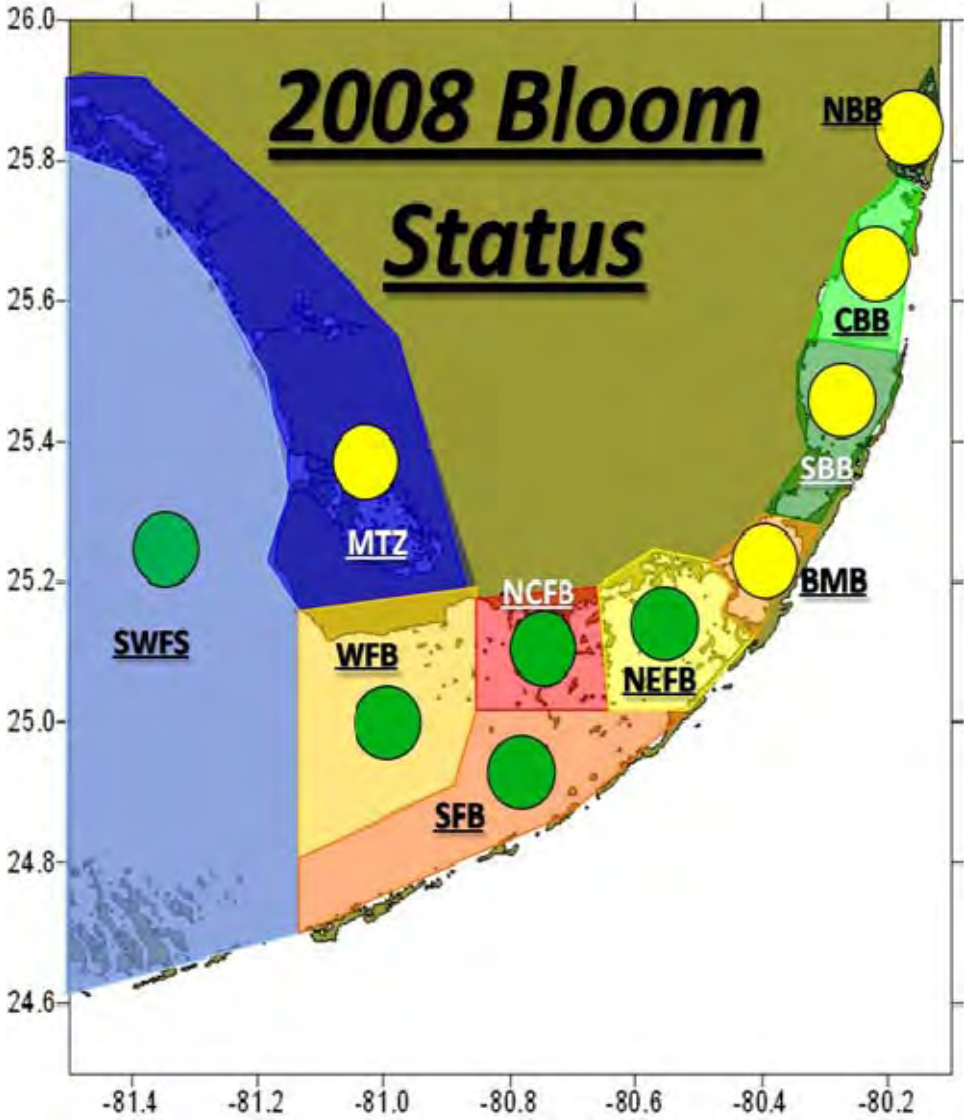 26.0
25.8
25.6
25.4
25.2
25.0
24.8
24.6
2008 Bloom
Status
NBB
CBB
SBB
MTZ
BMB
NCFB
SWFS
WFB
NEFB
SFB
-81.4 -81.2 -81.0 -80.8 -80.6 -80.4 -80.2